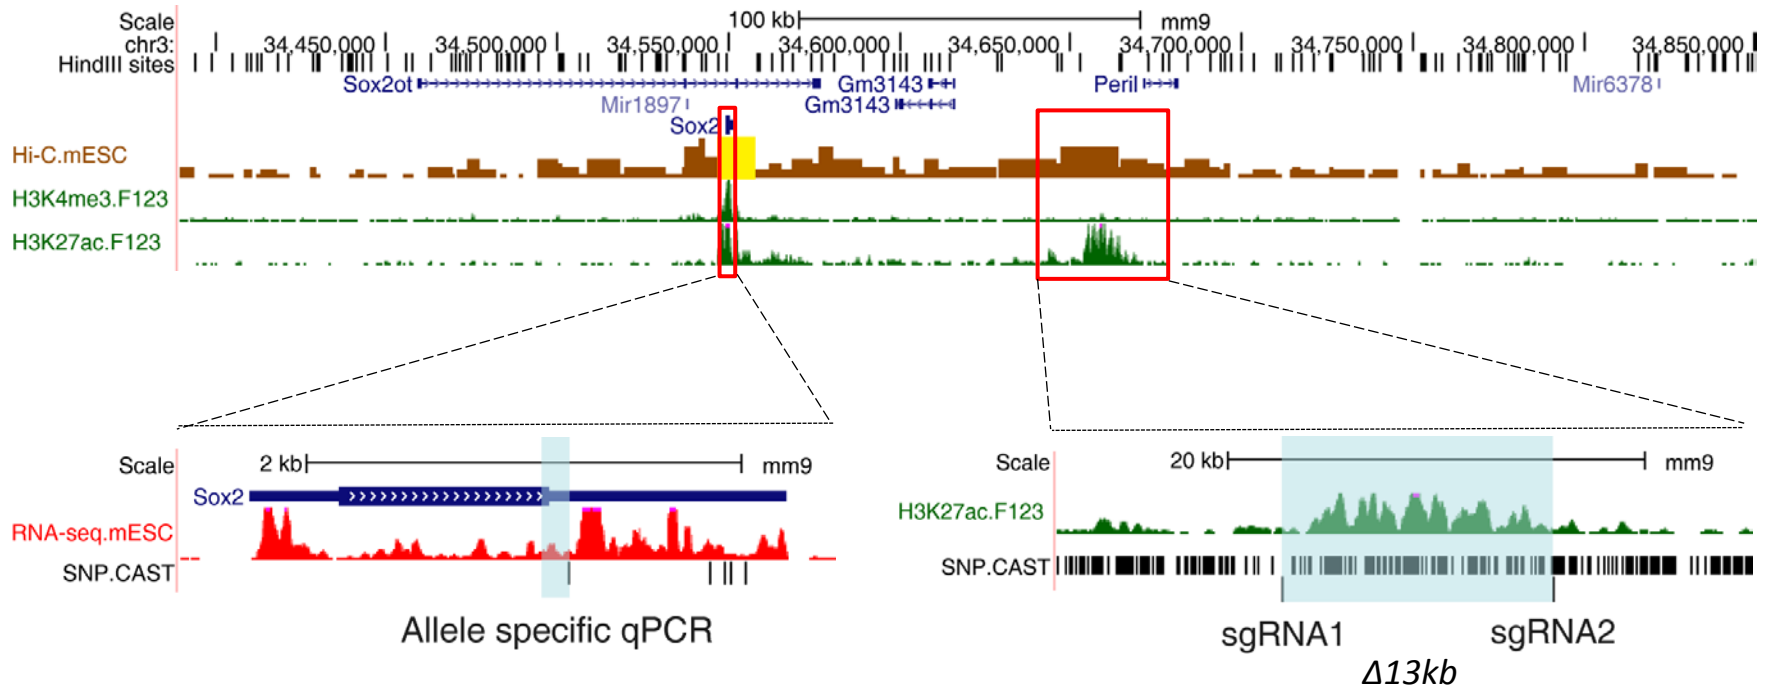 Scale 100 kb mm9
chr3: 34,450,000 34,500,000 34,550,000 34,600,000 34,650,000 34,700,000 34,750,000 34,800,000 34,850,000
HindIII sites
Sox2ot Gm3143 Peril Mir6378
Mir1897 Gm3143
Sox2
Hi-C.mESC
H3K4me3.F123
H3K27ac.F123
Scale 2 kb mm9
Sox2
RNA-seq.mESC
SNP.CAST
Allele specific qPCR
Scale 20 kb mm9
H3K27ac.F123
SNP.CAST
sgRNA1 sgRNA2
Δ13kb